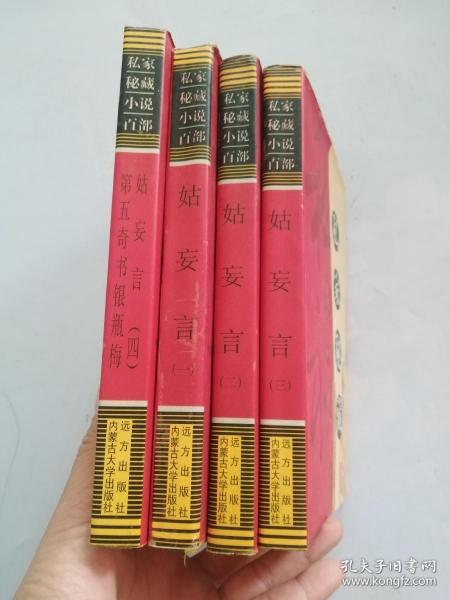 私家
秘藏
小说
百部
姑妄言（四）
第五奇书银瓶梅
远方出版社
内蒙古大学出版社
私家
秘藏
小说
百部
姑妄言
(一)
远方出版社
内蒙古大学出版社
私家
秘藏
小说
百部
姑妄言
(二)
远方出版社
内蒙古大学出版社
私家
秘藏
小说
百部
姑妄言
(三)
远方出版社
内蒙古大学出版社
孔夫子旧书网
www.kongfz.com